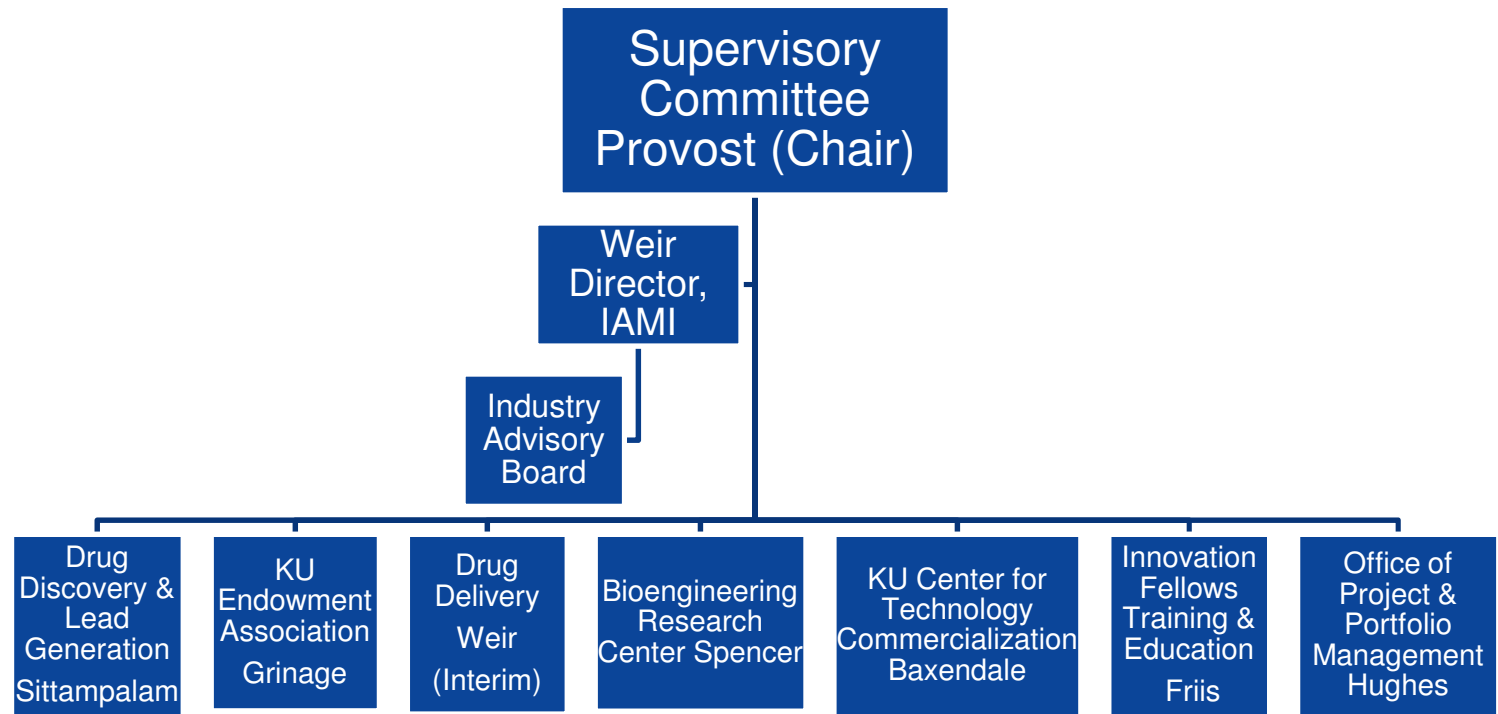 Supervisory
Committee
Provost (Chair)
Weir
Director,
IAMI
Industry
Advisory
Board
Drug
Discovery &
Lead
Generation
Sittampalam
KU
Endowment
Association
Grinage
Drug
Delivery
Weir
(Interim)
Bioengineering
Research
Center Spencer
KU Center for
Technology
Commercialization
Baxendale
Innovation
Fellows
Training &
Education
Friis
Office of
Project &
Portfolio
Management
Hughes